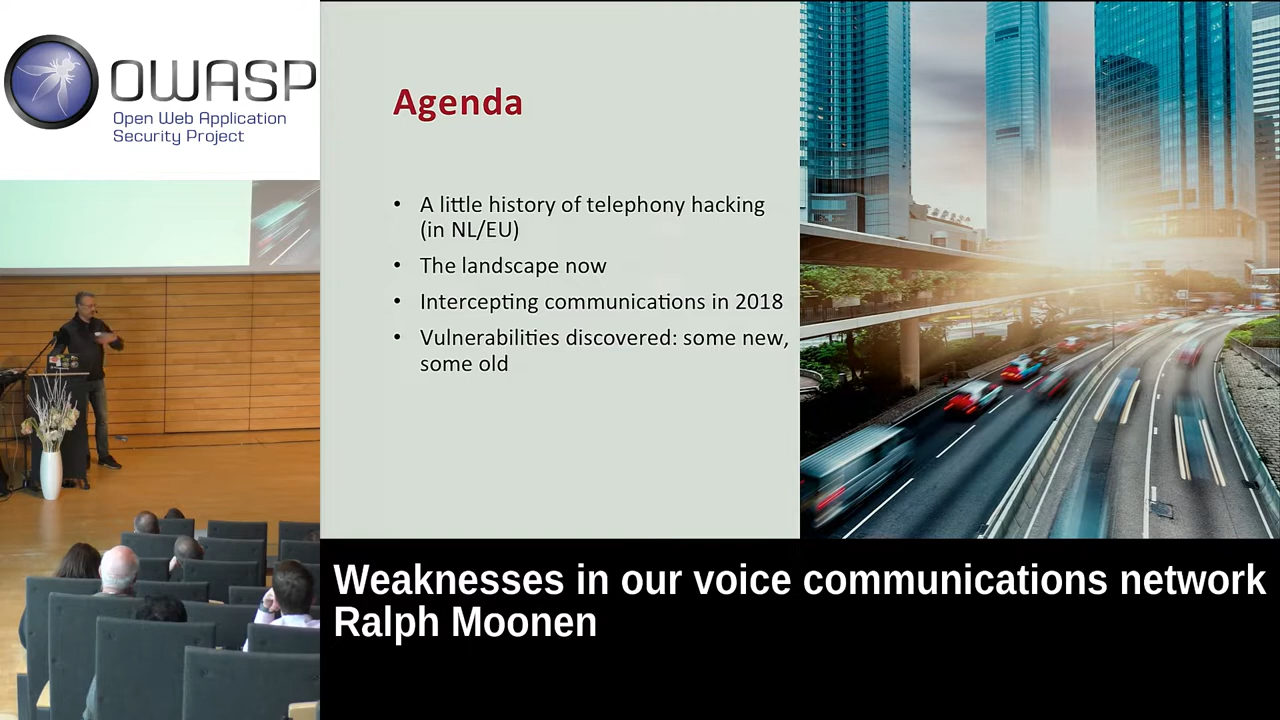 OWASP
Open Web Application
Security Project
Agenda
• A little history of telephony hacking
(in NL/EU)
• The landscape now
• Intercepting communications in 2018
• Vulnerabilities discovered: some new,
some old
Weaknesses in our voice communications network
Ralph Moonen